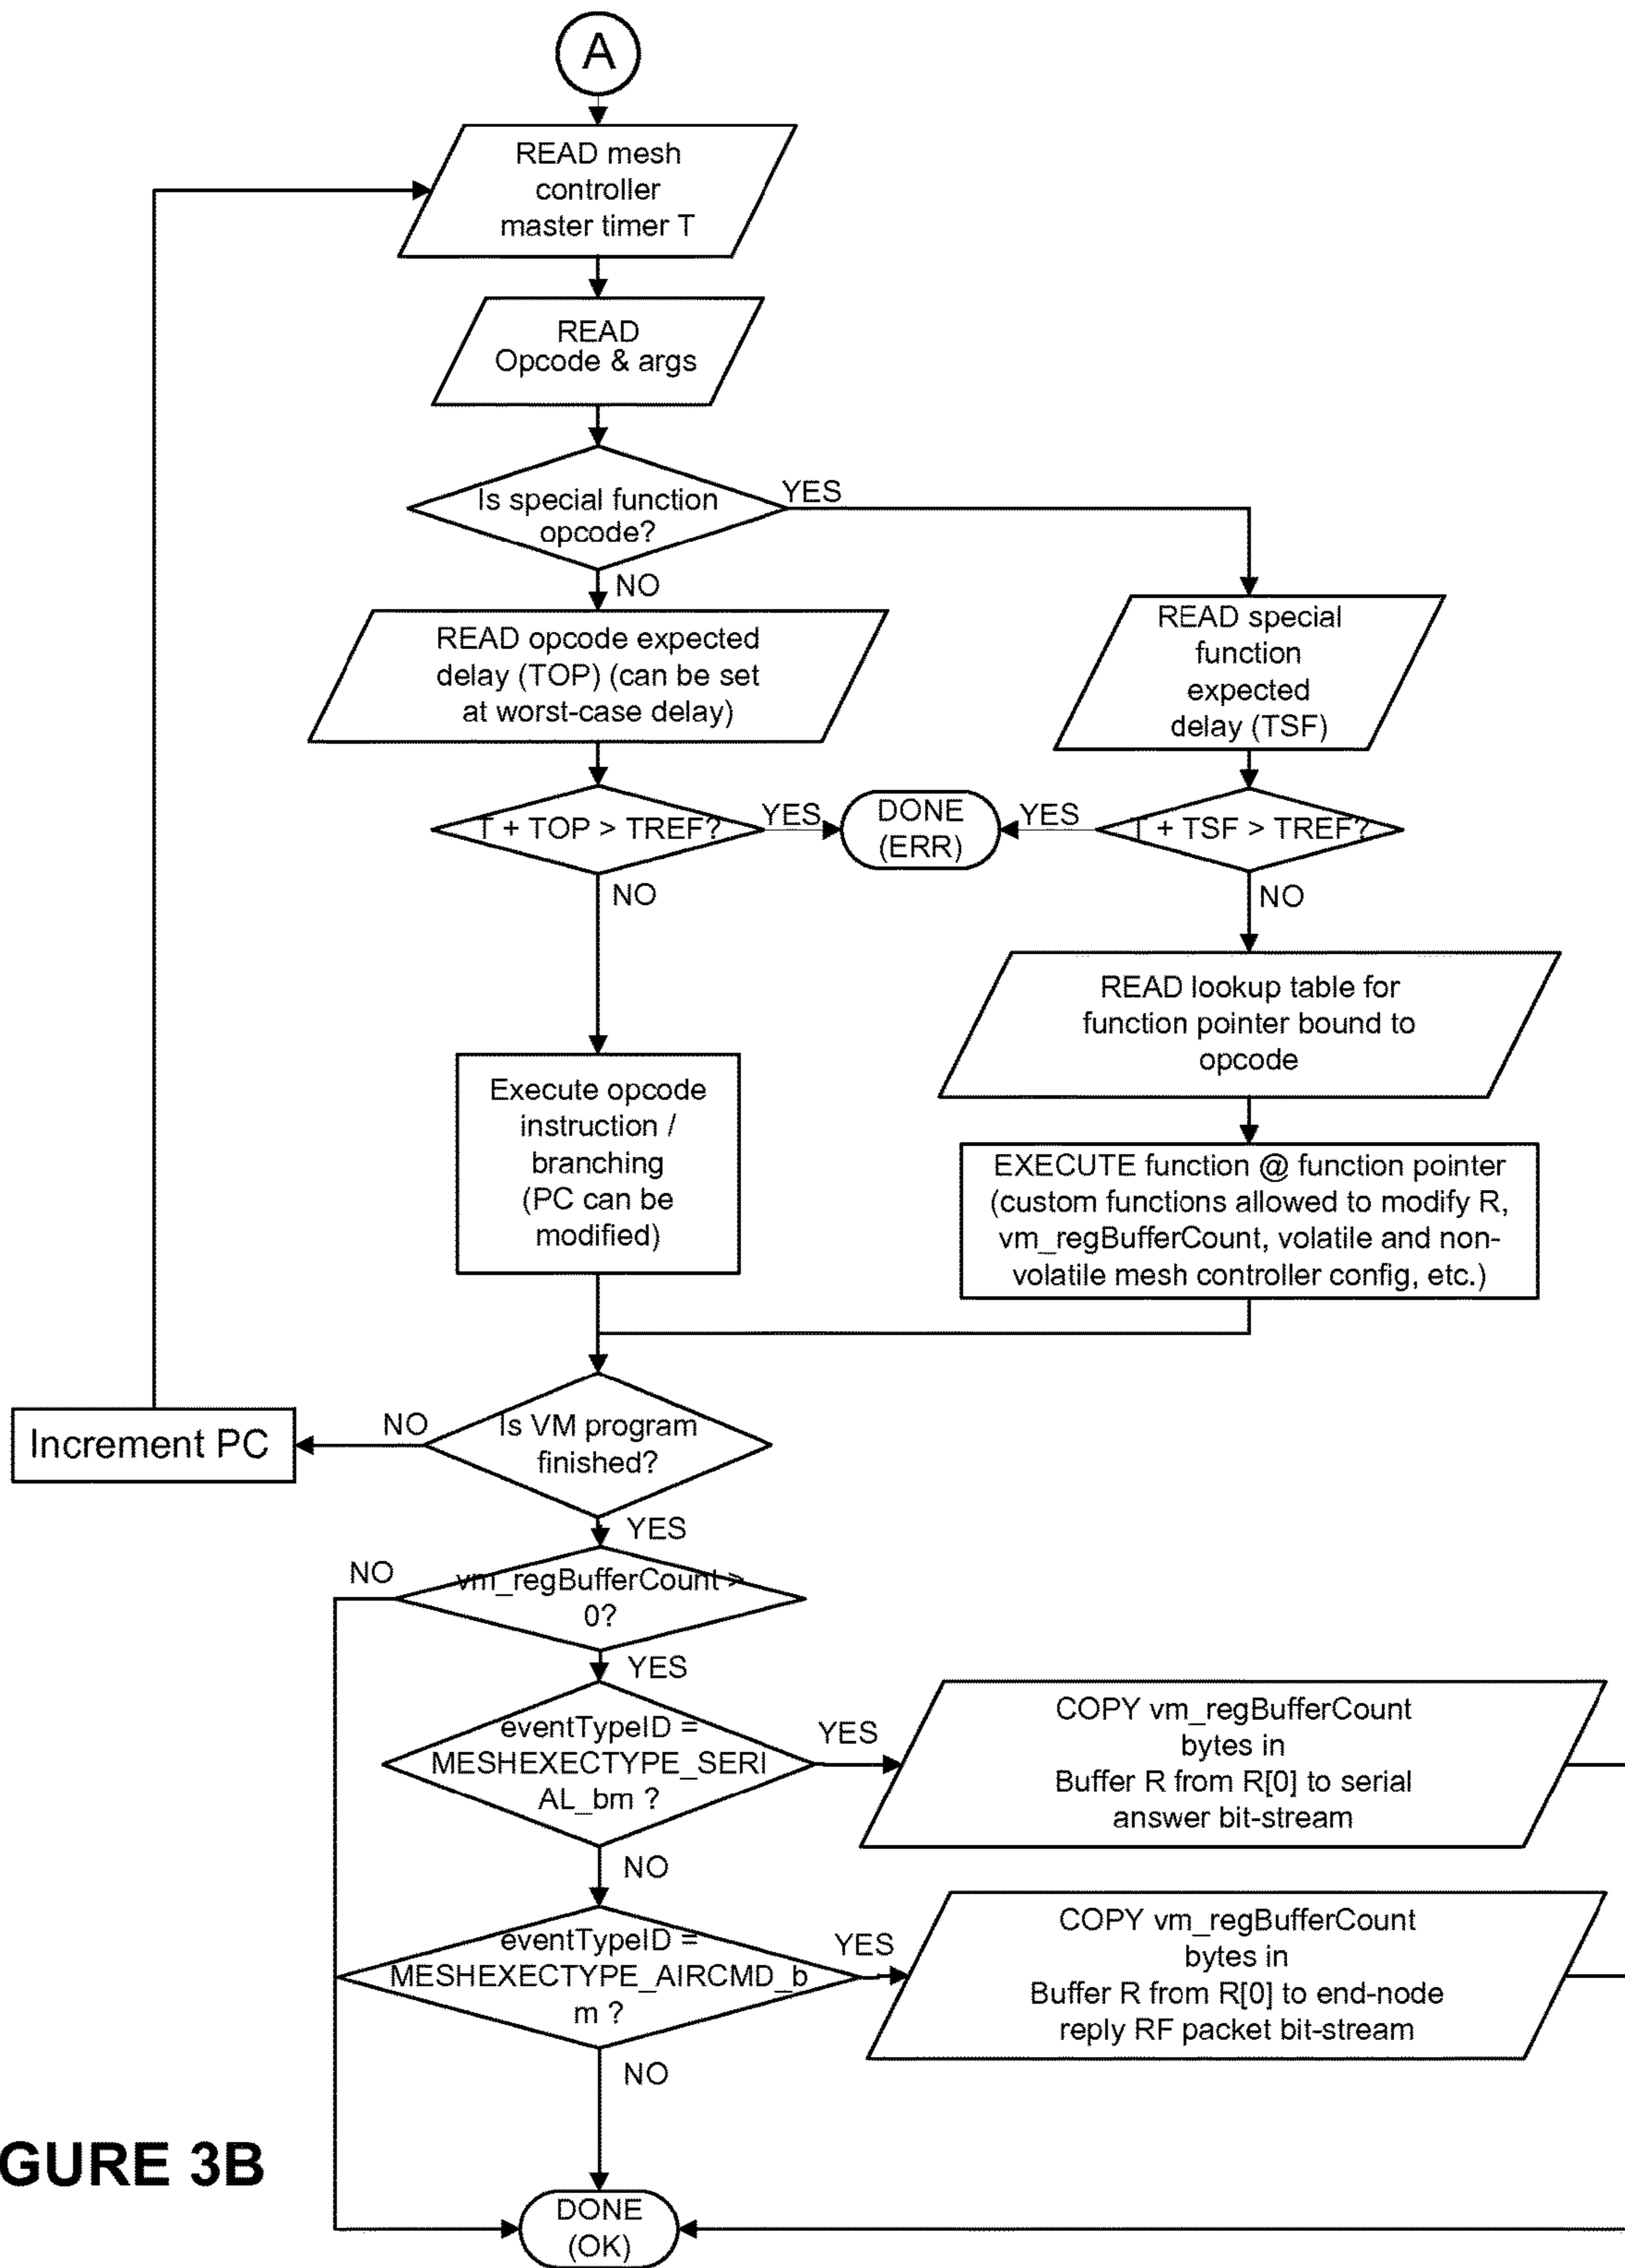 A
READ mesh
controller
master timer T
READ
Opcode & args
Is special function
opcode?
YES
NO
READ opcode expected
delay (TOP) (can be set
at worst-case delay)
READ special
function
expected
delay (TSF)
T + TOP > TREF?
YES
DONE
(ERR)
YES
T + TSF > TREF?
NO
NO
READ lookup table for
function pointer bound to
opcode
Execute opcode
instruction /
branching
(PC can be
modified)
EXECUTE function @ function pointer
(custom functions allowed to modify R,
vm_regBufferCount, volatile and non-
volatile mesh controller config, etc.)
Increment PC
NO
Is VM program
finished?
YES
NO
vm_regBufferCount >
0?
YES
eventTypeID =
MESHEXECTYPE_SERI
AL_bm ?
YES
COPY vm_regBufferCount
bytes in
Buffer R from R[0] to serial
answer bit-stream
NO
eventTypeID =
MESHEXECTYPE_AIRCMD_b
m ?
YES
COPY vm_regBufferCount
bytes in
Buffer R from R[0] to end-node
reply RF packet bit-stream
NO
GURE 3B
DONE
(OK)